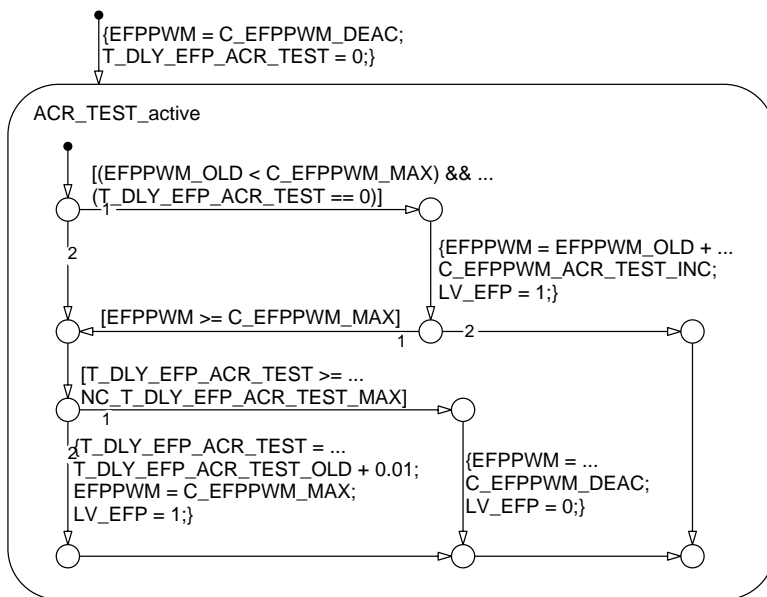 {EFPPWM = C_EFPPWM_DEAC;
T_DLY_EFP_ACR_TEST = 0;}
ACR_TEST_active
[(EFPPWM_OLD < C_EFPPWM_MAX) && ...
(T_DLY_EFP_ACR_TEST == 0)]
1
2
{EFPPWM = EFPPWM_OLD + ...
C_EFPPWM_ACR_TEST_INC;
LV_EFP = 1;}
[EFPPWM >= C_EFPPWM_MAX]
1
2
[T_DLY_EFP_ACR_TEST >= ...
NC_T_DLY_EFP_ACR_TEST_MAX]
1
2
{T_DLY_EFP_ACR_TEST = ...
T_DLY_EFP_ACR_TEST_OLD + 0.01;
EFPPWM = C_EFPPWM_MAX;
LV_EFP = 1;}
{EFPPWM = ...
C_EFPPWM_DEAC;
LV_EFP = 0;}